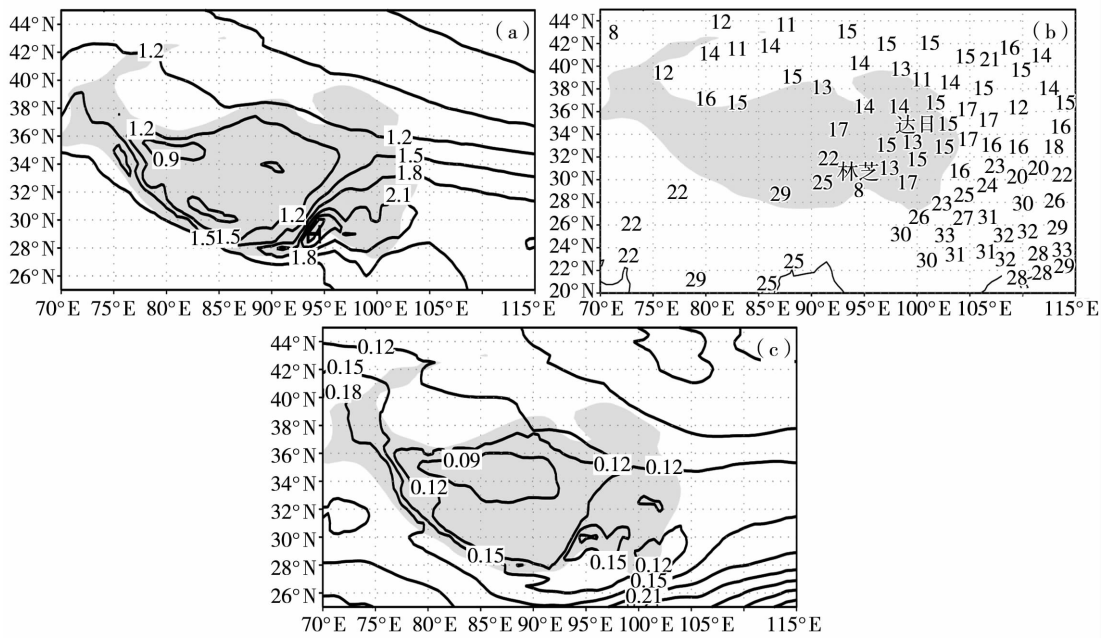 44° N
42° N
40° N
38° N
36° N
34° N
32° N
30° N
28° N
26° N
70° E 75° E 80° E 85° E 90° E 95° E 100° E 105° E 115° E
(a)
1.2
1.2
0.9
1.2
1.5
1.8
2.1
1.2
1.5 1.5
1.8
44° N
42° N
40° N
38° N
36° N
34° N
32° N
30° N
28° N
26° N
24° N
22° N
20° N
70° E 75° E 80° E 85° E 90° E 95° E 100° E 105° E 115° E
(b)
8 12 11 15
14 11 14 15 15 16 14
12 14 13 15 21 15
15 13 11 14 15 14
16 15 14 14 15 17 12 15
14 达日 15 17 14
15 13 15 17 16 16 18
22 林芝 13 15 16 23 20 22
25 8 17 24 20
22 29 23 25 30 26
22 26 27 31
30 33 32 32 29
22 25 30 31 31 32 28 33
29 25 28 28 29
44° N
42° N
40° N
38° N
36° N
34° N
32° N
30° N
28° N
26° N
70° E 75° E 80° E 85° E 90° E 95° E 100° E 105° E 115° E
(c)
0.12
0.15
0.18
0.09
0.12 0.12
0.12
0.15
0.15 0.12
0.15
0.21